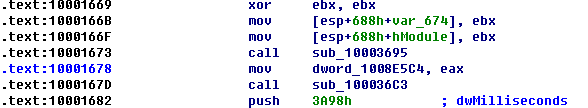 .text:10001669 xor ebx, ebx
.text:1000166B mov [esp+688h+var_674], ebx
.text:1000166F mov [esp+688h+hModule], ebx
.text:10001673 call sub_10003695
.text:10001678 mov dword_1008E5C4, eax
.text:1000167D call sub_100036C3
.text:10001682 push 3A98h ; dwMilliseconds